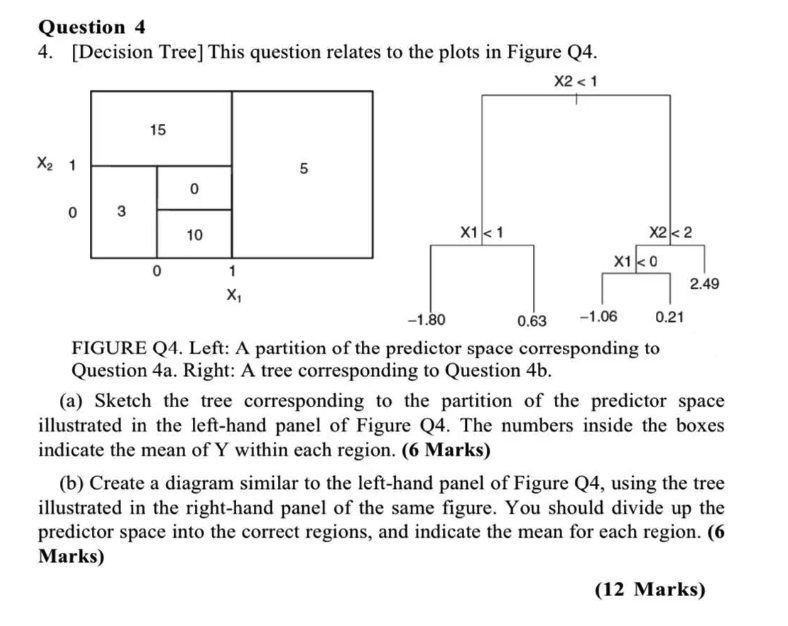 Question 4
4. [Decision Tree] This question relates to the plots in Figure Q4.
X2 < 1
15
X₂ 1
5
0
0 3
10
X1 < 1
X2 < 2
X1 < 0
0 1
X₁
2.49
−1.80 0.63 −1.06 0.21
FIGURE Q4. Left: A partition of the predictor space corresponding to
Question 4a. Right: A tree corresponding to Question 4b.
(a) Sketch the tree corresponding to the partition of the predictor space
illustrated in the left-hand panel of Figure Q4. The numbers inside the boxes
indicate the mean of Y within each region. (6 Marks)
(b) Create a diagram similar to the left-hand panel of Figure Q4, using the tree
illustrated in the right-hand panel of the same figure. You should divide up the
predictor space into the correct regions, and indicate the mean for each region. (6
Marks)
(12 Marks)